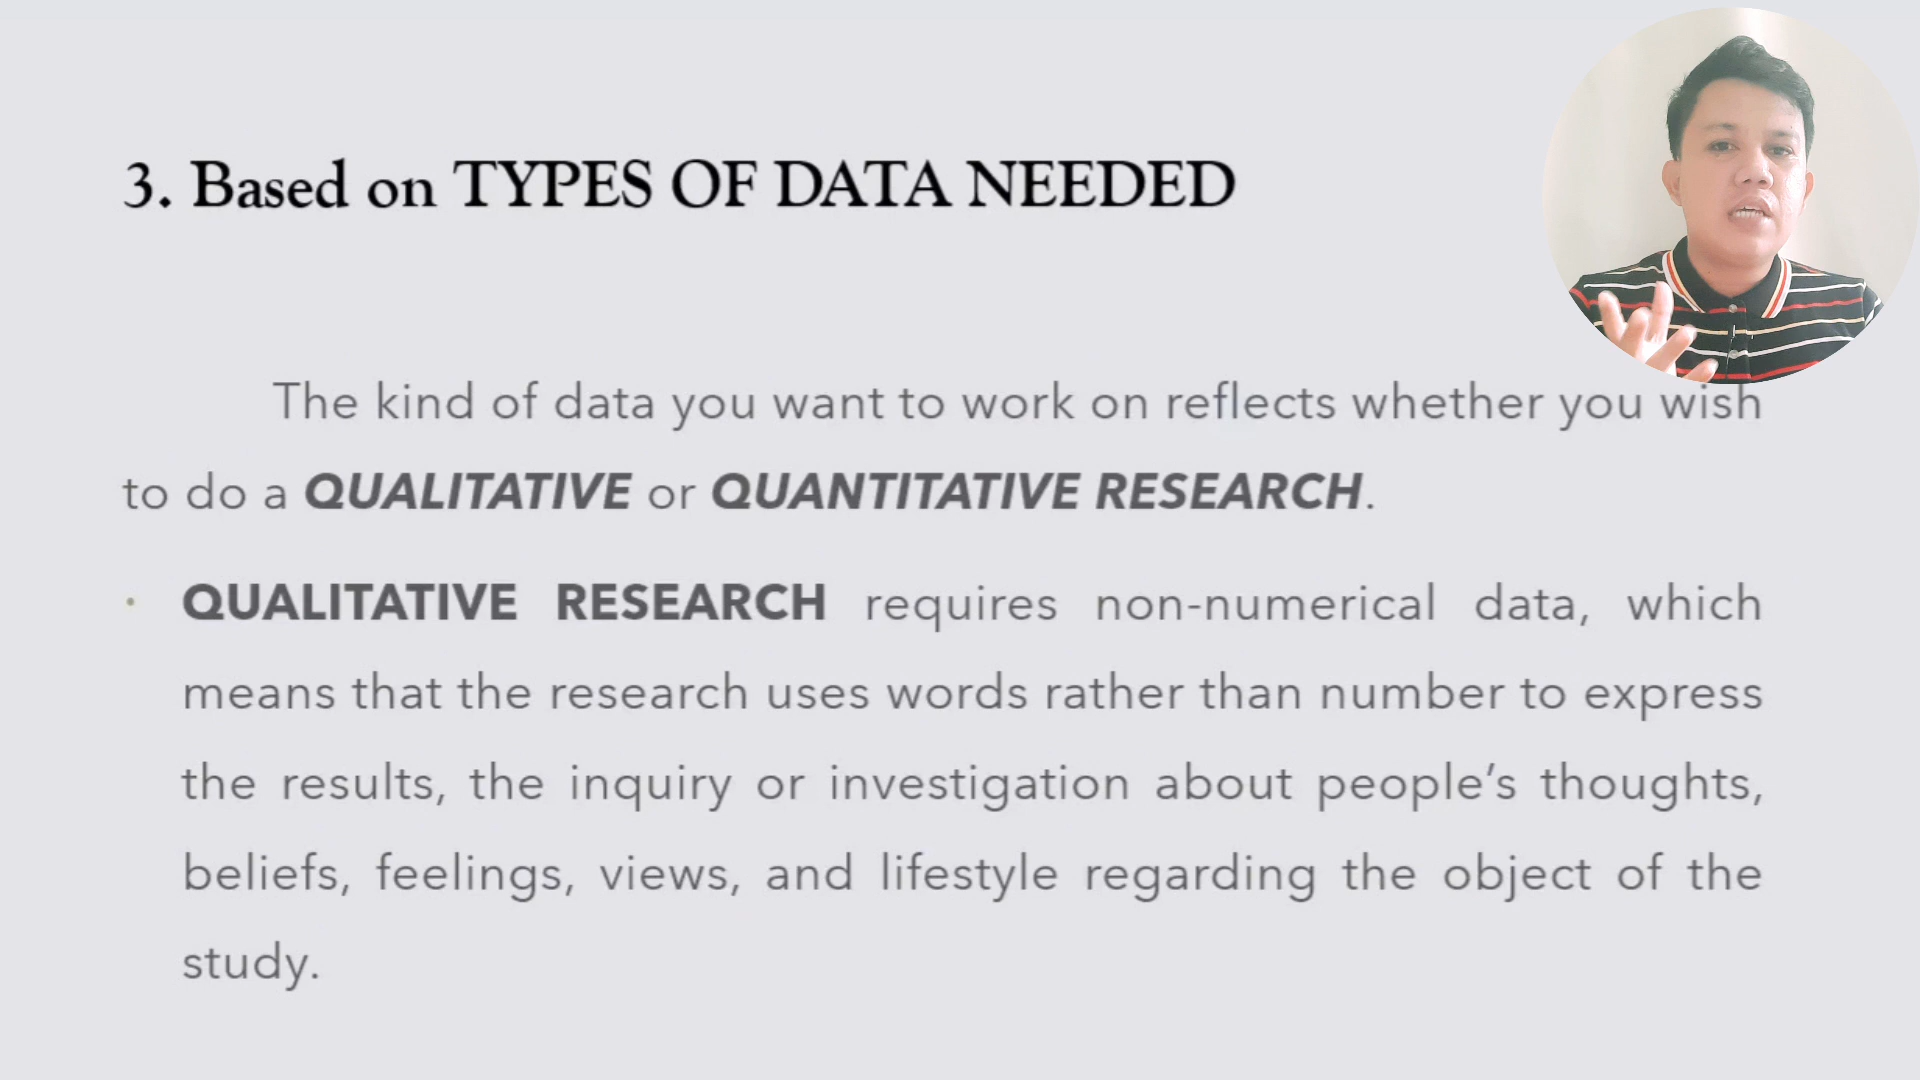 3. Based on TYPES OF DATA NEEDED
The kind of data you want to work on reflects whether you wish
to do a QUALITATIVE or QUANTITATIVE RESEARCH.
· QUALITATIVE RESEARCH requires non-numerical data, which
means that the research uses words rather than number to express
the results, the inquiry or investigation about people’s thoughts,
beliefs, feelings, views, and lifestyle regarding the object of the
study.